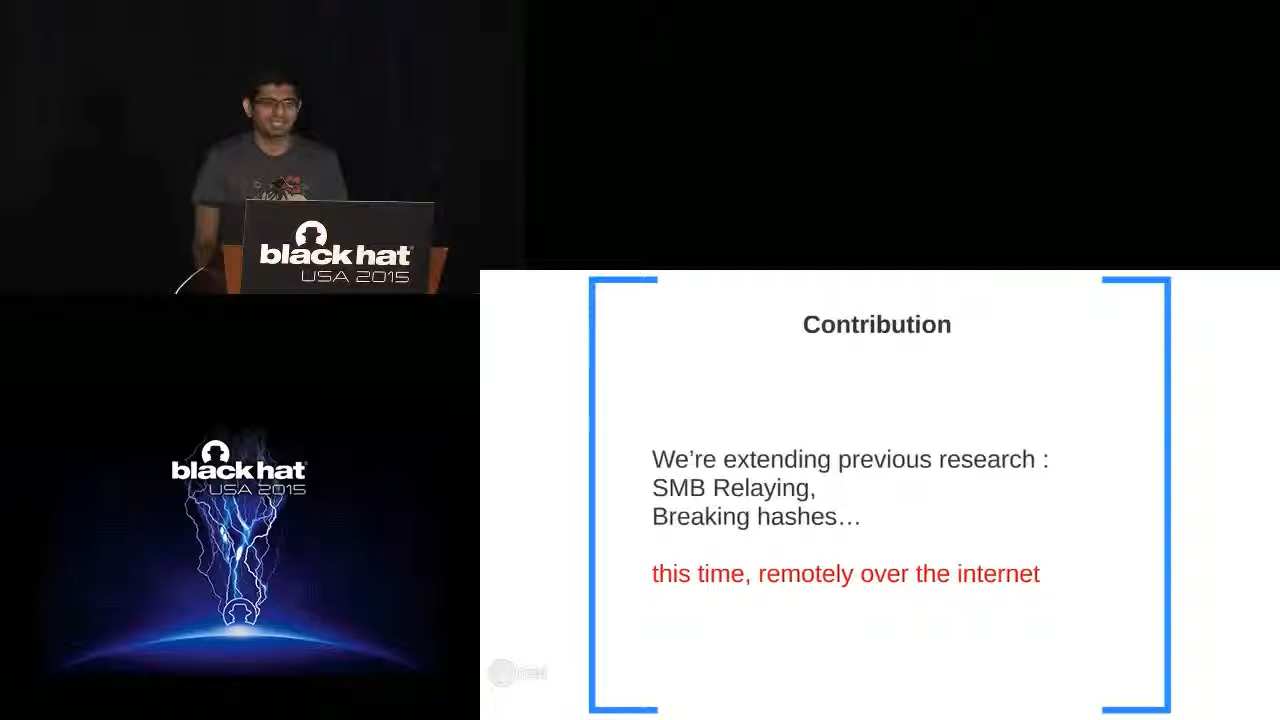 black hat
USA 2015
Contribution
We’re extending previous research :
SMB Relaying,
Breaking hashes…
this time, remotely over the internet
black hat
USA 2015